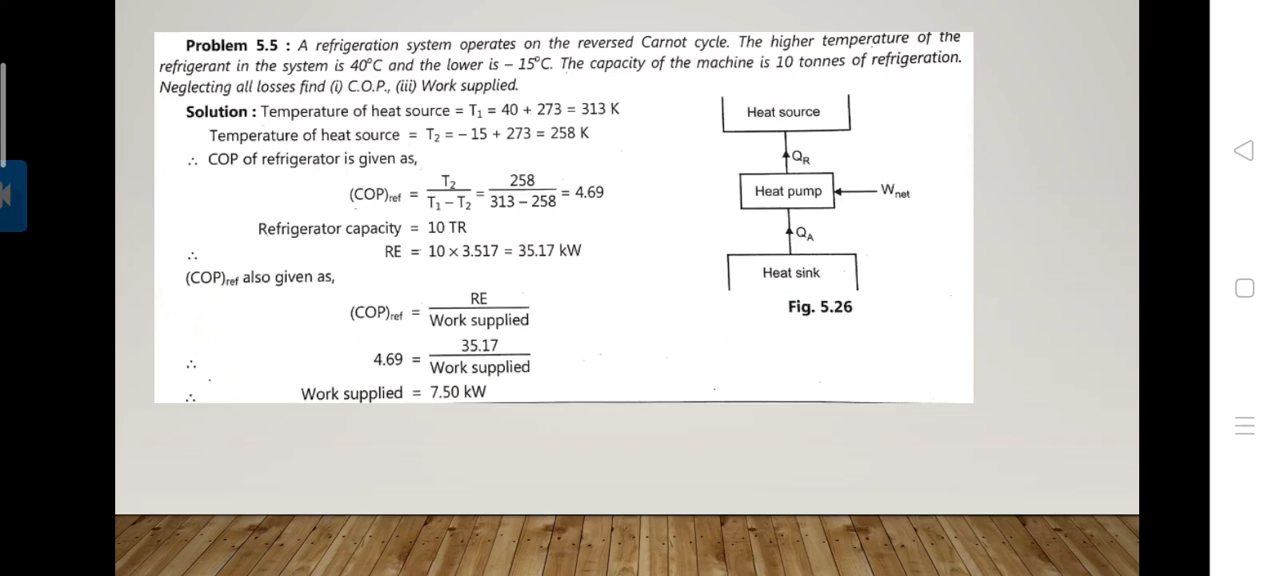 Problem 5.5 : A refrigeration system operates on the reversed Carnot cycle. The higher temperature of the
refrigerant in the system is 40°C and the lower is – 15°C. The capacity of the machine is 10 tonnes of refrigeration.
Neglecting all losses find (i) C.O.P., (iii) Work supplied.
Solution : Temperature of heat source = T₁ = 40 + 273 = 313 K
Temperature of heat source = T₂ = – 15 + 273 = 258 K
∴ COP of refrigerator is given as,
(COP)ref = T₂ / (T₁ – T₂) = 258 / (313 – 258) = 4.69
Refrigerator capacity = 10 TR
∴ RE = 10 × 3.517 = 35.17 kW
(COP)ref also given as,
(COP)ref = RE / Work supplied
∴ 4.69 = 35.17 / Work supplied
∴ Work supplied = 7.50 kW
Heat source
QR
Heat pump
Wnet
QA
Heat sink
Fig. 5.26